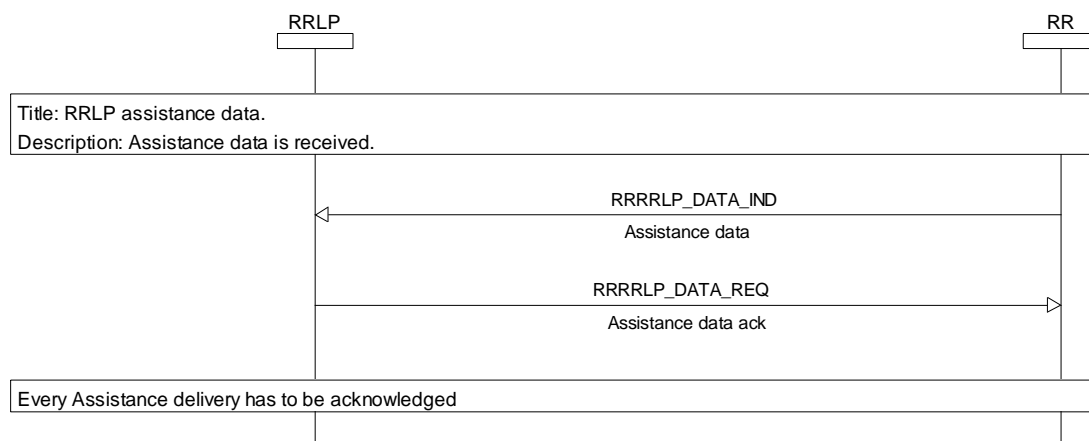 RRLP
RR
Title: RRLP assistance data.
Description: Assistance data is received.
RRRRLP_DATA_IND
Assistance data
RRRRLP_DATA_REQ
Assistance data ack
Every Assistance delivery has to be acknowledged